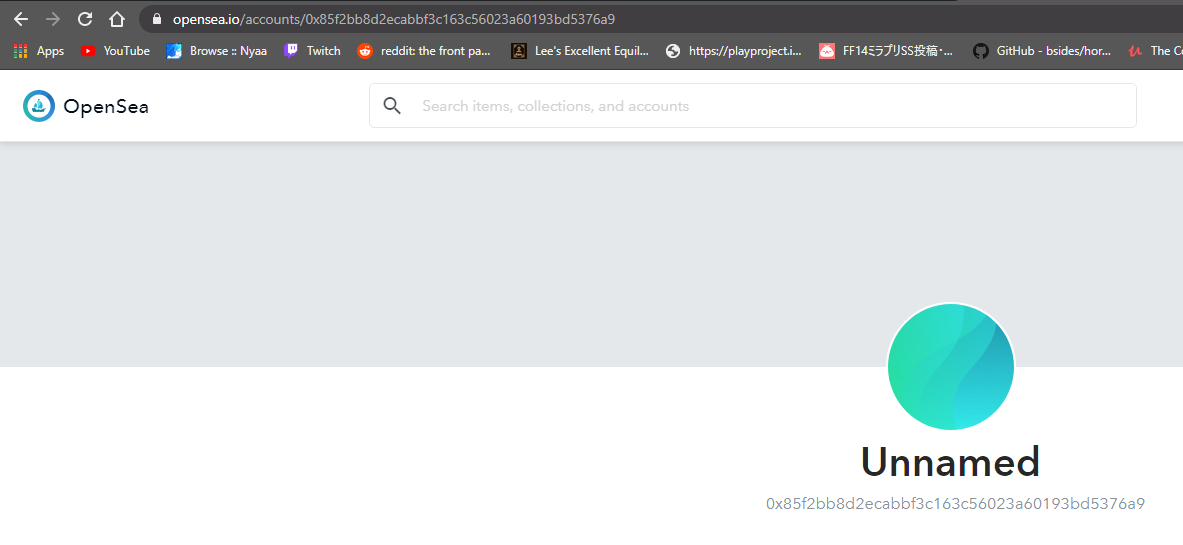 opensea.io/accounts/0x85f2bb8d2ecabbf3c163c56023a60193bd5376a9
Apps YouTube Browse :: Nyaa Twitch reddit: the front pa... Lee's Excellent Equil... https://playproject.i... FF14ミラプリSS投稿・... GitHub - bsides/hor... The Co
OpenSea Search items, collections, and accounts
Unnamed
0x85f2bb8d2ecabbf3c163c56023a60193bd5376a9